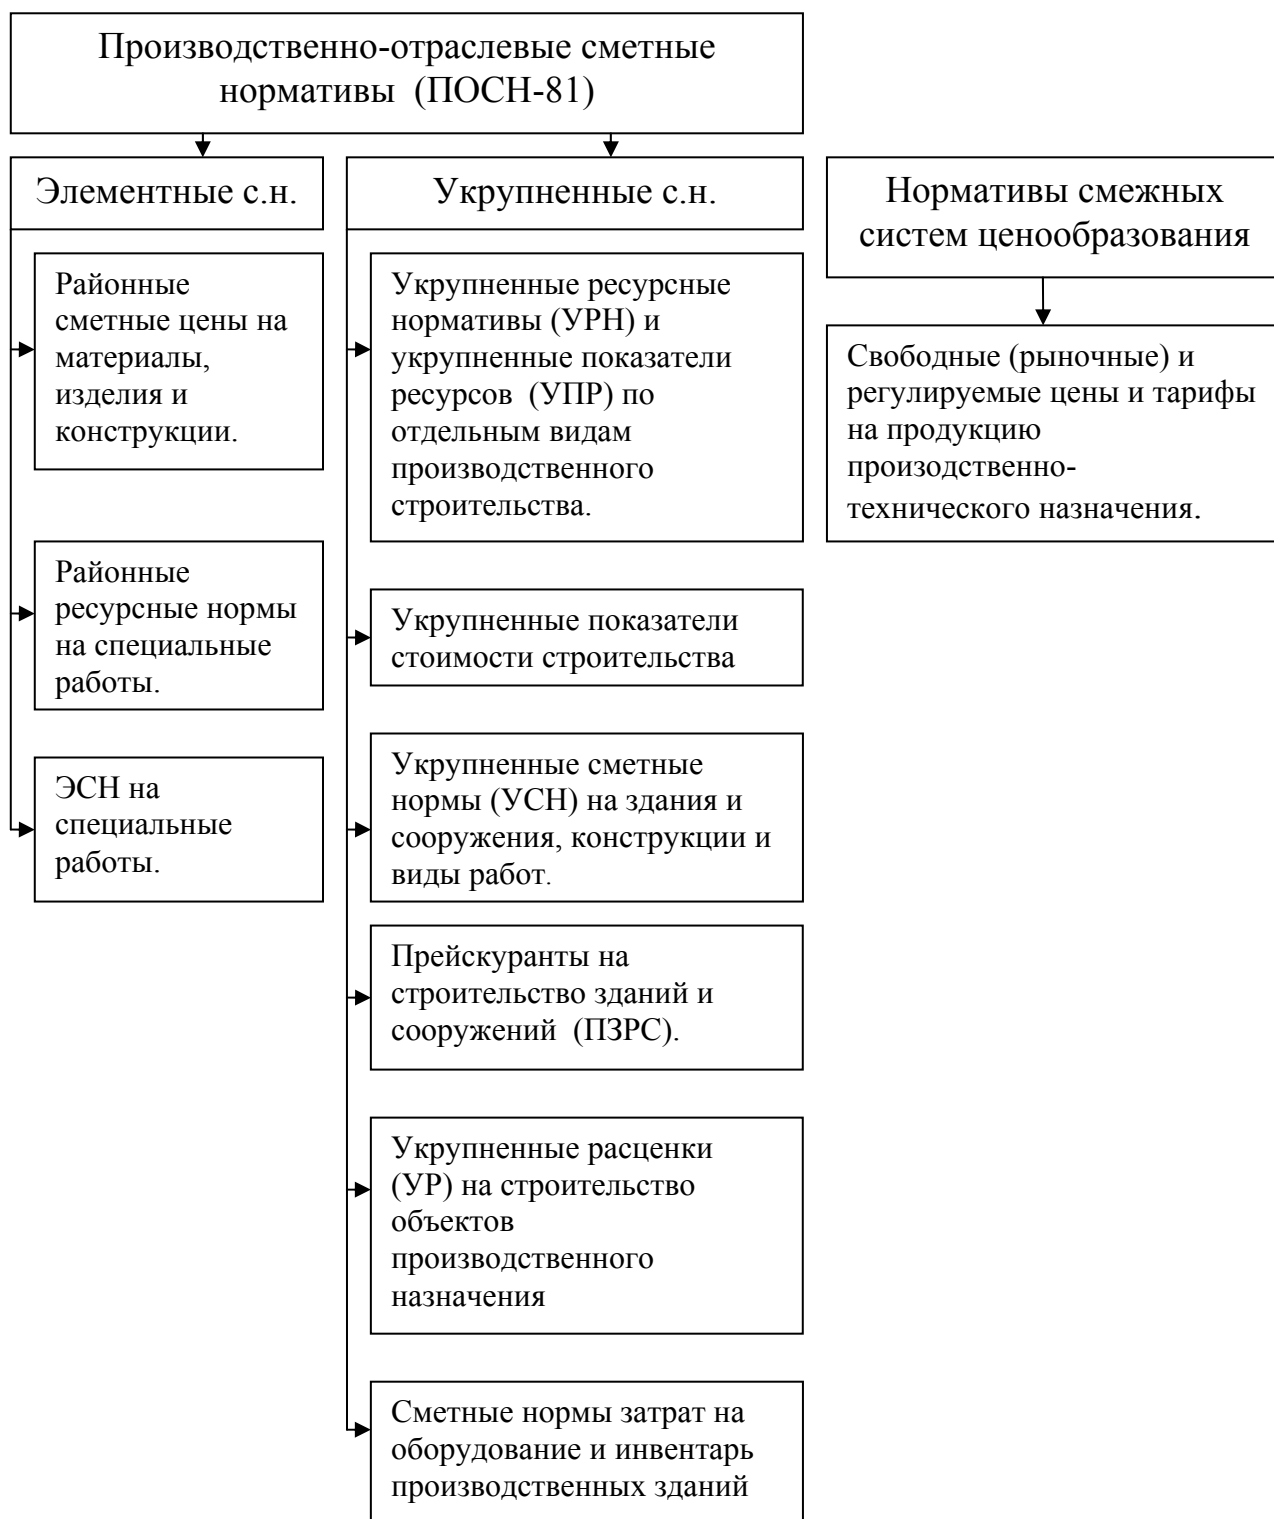 Производственно-отраслевые сметные
нормативы (ПОСН-81)
Элементные с.н.
Районные
сметные цены на
материалы,
изделия и
конструкции.
Районные
ресурсные нормы
на специальные
работы.
ЭСН на
специальные
работы.
Укрупненные с.н.
Укрупненные ресурсные
нормативы (УРН) и
укрупненные показатели
ресурсов (УПР) по
отдельным видам
производственного
строительства.
Укрупненные показатели
стоимости строительства
Укрупненные сметные
нормы (УСН) на здания и
сооружения, конструкции и
виды работ.
Прейскуранты на
строительство зданий и
сооружений (ПЗРС).
Укрупненные расценки
(УР) на строительство
объектов
производственного
назначения
Сметные нормы затрат на
оборудование и инвентарь
производственных зданий
Нормативы смежных
систем ценообразования
Свободные (рыночные) и
регулируемые цены и тарифы
на продукцию
произодственно-
технического назначения.